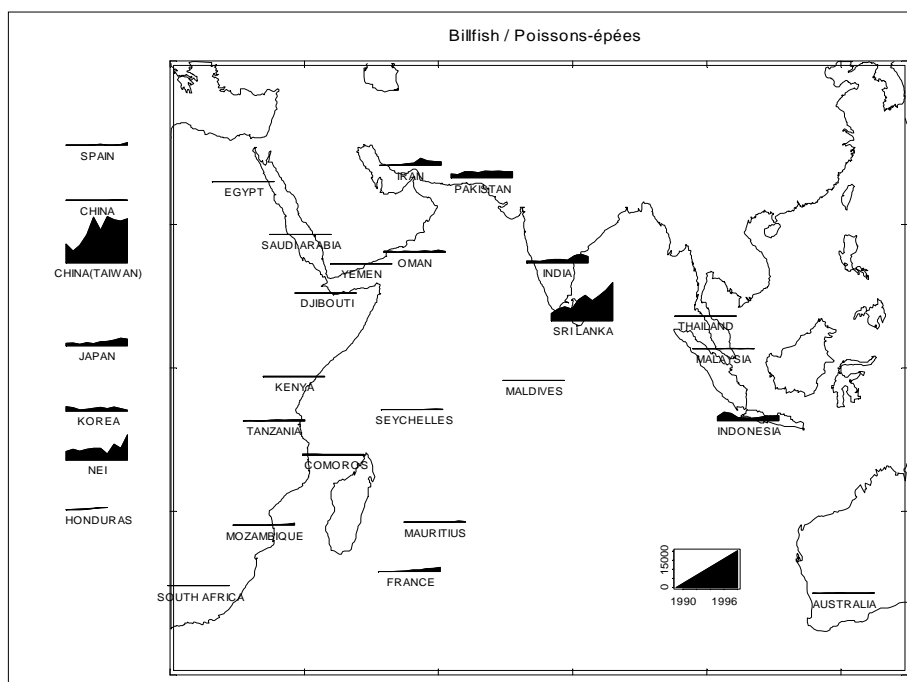 Billfish / Poissons-épées
SPAIN
IRAN
PAKISTAN
EGYPT
CHINA
SAUDI ARABIA
OMAN
CHINA(TAIWAN)
YEMEN
INDIA
DJIBOUTI
THAILAND
SRI LANKA
JAPAN
MALAYSIA
KENYA
MALDIVES
KOREA
SEYCHELLES
TANZANIA
INDONESIA
NEI
COMOROS
HONDURAS
MOZAMBIQUE
MAURITIUS
FRANCE
15000
0
1990 1996
SOUTH AFRICA
AUSTRALIA